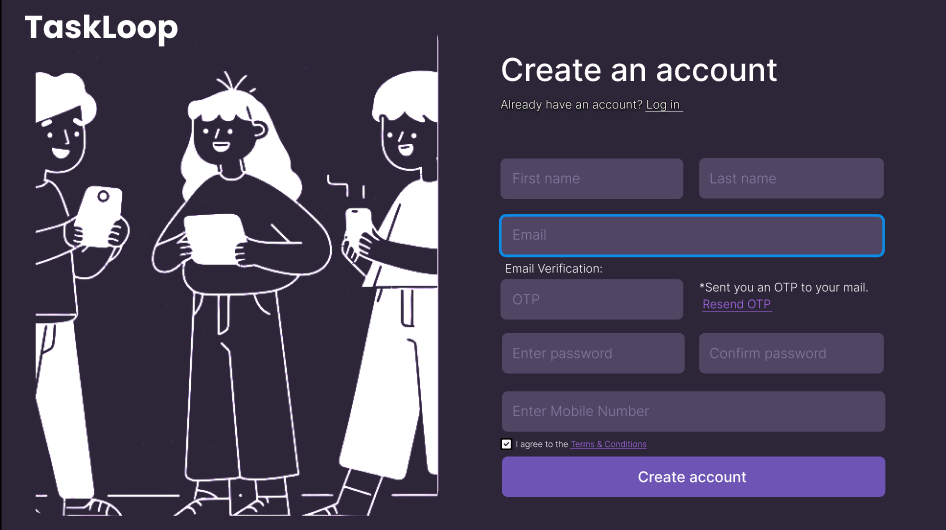 TaskLoop
Create an account
Already have an account? Log in
First name
Last name
Email
Email Verification:
OTP
*Sent you an OTP to your mail.
Resend OTP
Enter password
Confirm password
Enter Mobile Number
I agree to the Terms & Conditions
Create account